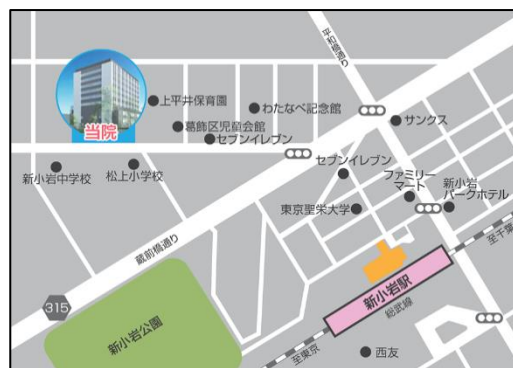 平和橋通り
上平井保育園
わたなべ記念館
サンクス
当院
葛飾区児童会館
セブンイレブン
新小岩中学校
松上小学校
セブンイレブン
ファミリー
マート
新小岩
パークホテル
東京聖栄大学
至千葉
蔵前橋通り
新小岩駅
総武線
315
新小岩公園
至東京
西友